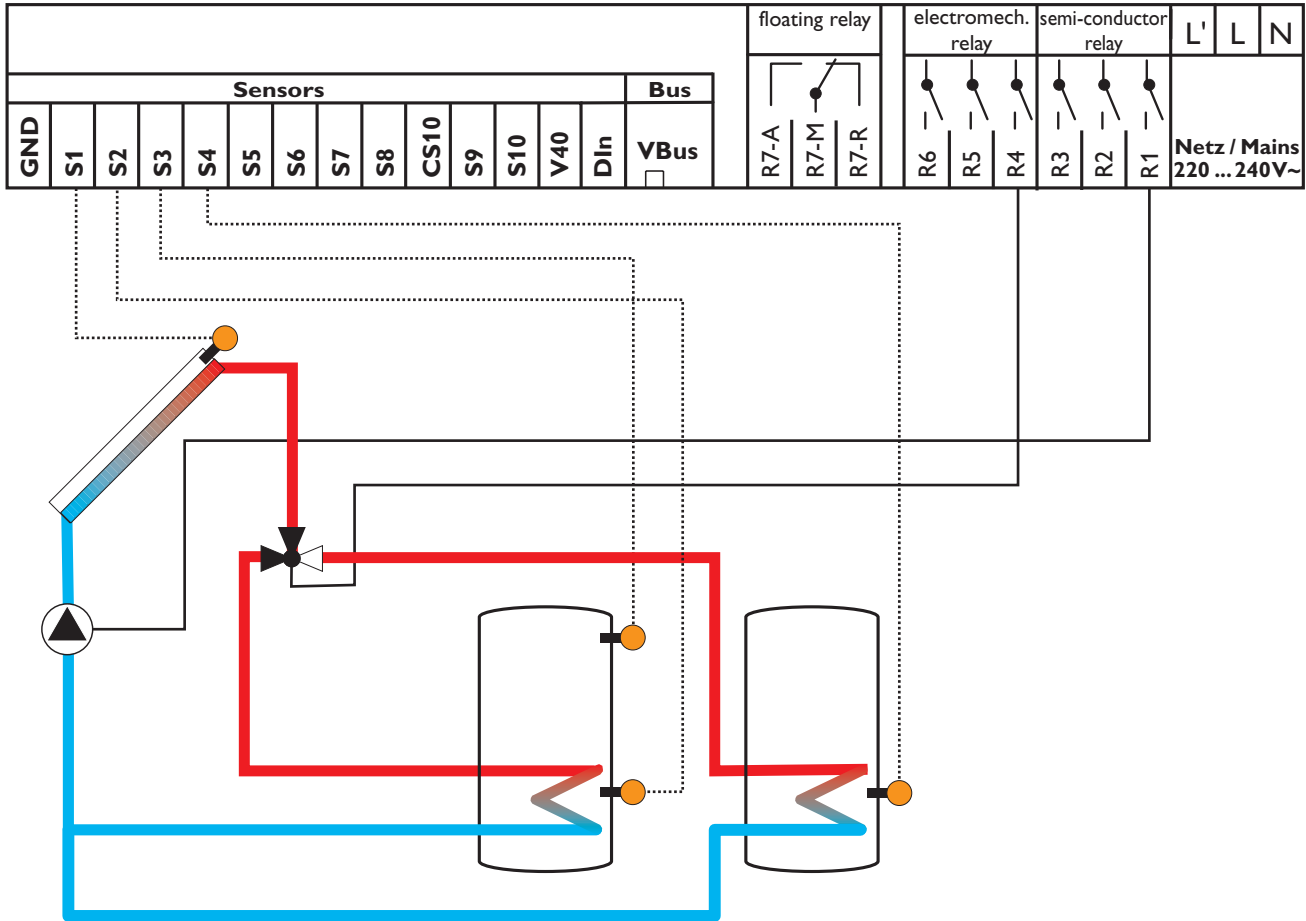 floating relay
electromech.
relay
semi-conductor
relay
L'
L
N
Sensors
Bus
GND
S1
S2
S3
S4
S5
S6
S7
S8
CS10
S9
S10
V40
DIn
VBus
R7-A
R7-M
R7-R
R6
R5
R4
R3
R2
R1
Netz / Mains
220 ... 240V~